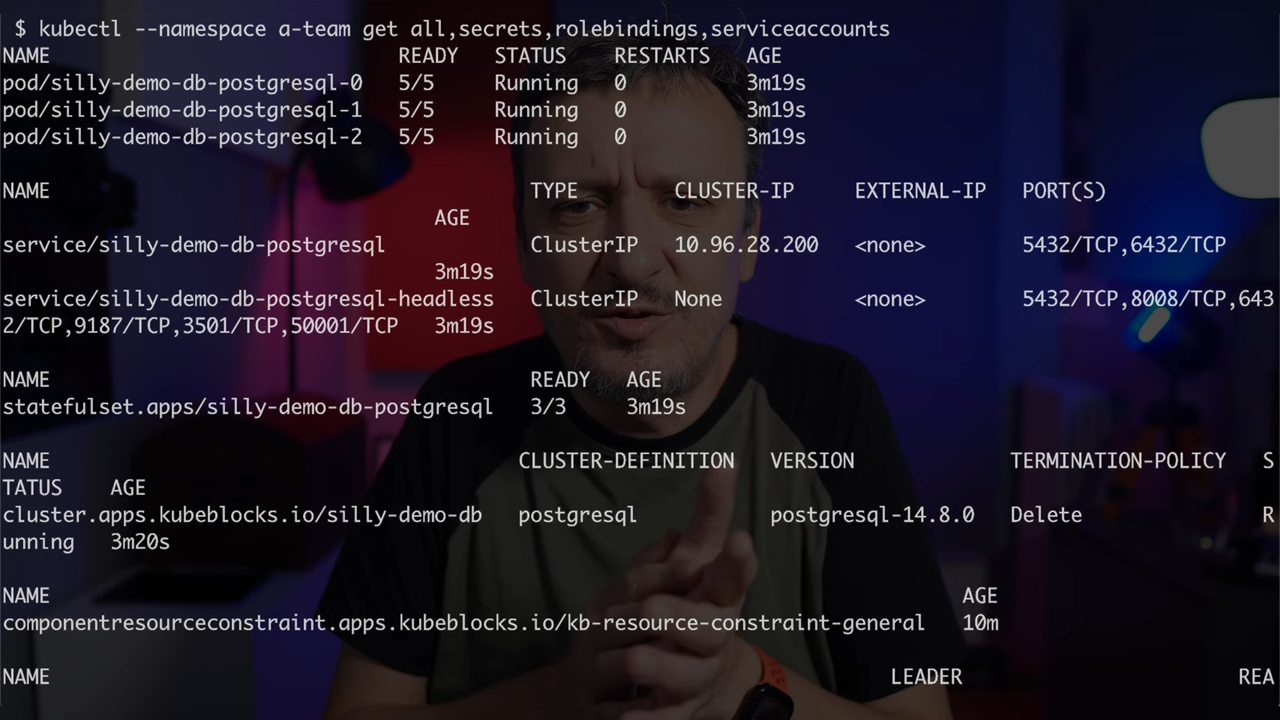 $ kubectl --namespace a-team get all,secrets,rolebindings,serviceaccounts
NAME READY STATUS RESTARTS AGE
pod/silly-demo-db-postgresql-0 5/5 Running 0 3m19s
pod/silly-demo-db-postgresql-1 5/5 Running 0 3m19s
pod/silly-demo-db-postgresql-2 5/5 Running 0 3m19s
NAME TYPE CLUSTER-IP EXTERNAL-IP PORT(S)
AGE
service/silly-demo-db-postgresql ClusterIP 10.96.28.200 <none> 5432/TCP,6432/TCP
3m19s
service/silly-demo-db-postgresql-headless ClusterIP None <none> 5432/TCP,8008/TCP,643
2/TCP,9187/TCP,3501/TCP,50001/TCP 3m19s
NAME READY AGE
statefulset.apps/silly-demo-db-postgresql 3/3 3m19s
NAME CLUSTER-DEFINITION VERSION TERMINATION-POLICY S
TATUS AGE
cluster.apps.kubeblocks.io/silly-demo-db postgresql postgresql-14.8.0 Delete R
unning 3m20s
NAME AGE
componentresourceconstraint.apps.kubeblocks.io/kb-resource-constraint-general 10m
NAME LEADER REA